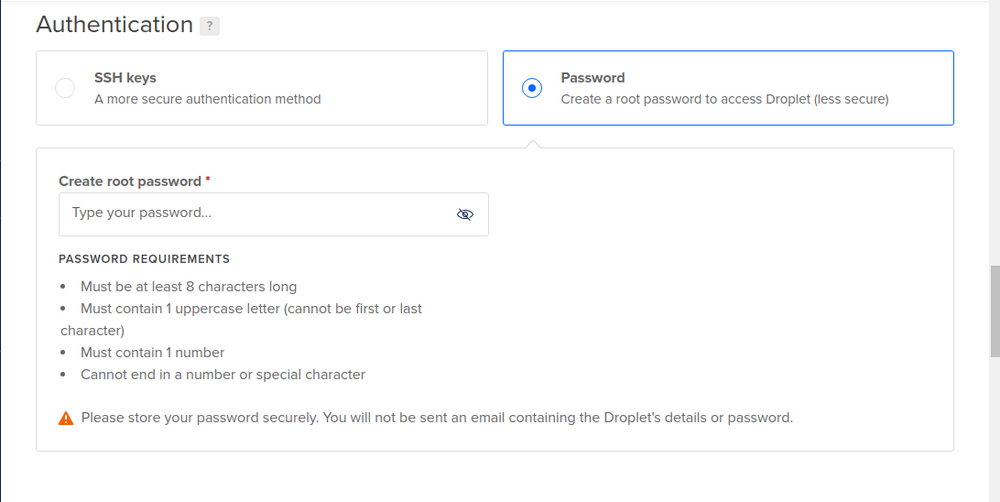 Authentication ?
SSH keys
A more secure authentication method
Password
Create a root password to access Droplet (less secure)
Create root password *
Type your password...
PASSWORD REQUIREMENTS
• Must be at least 8 characters long
• Must contain 1 uppercase letter (cannot be first or last
character)
• Must contain 1 number
• Cannot end in a number or special character
Please store your password securely. You will not be sent an email containing the Droplet's details or password.